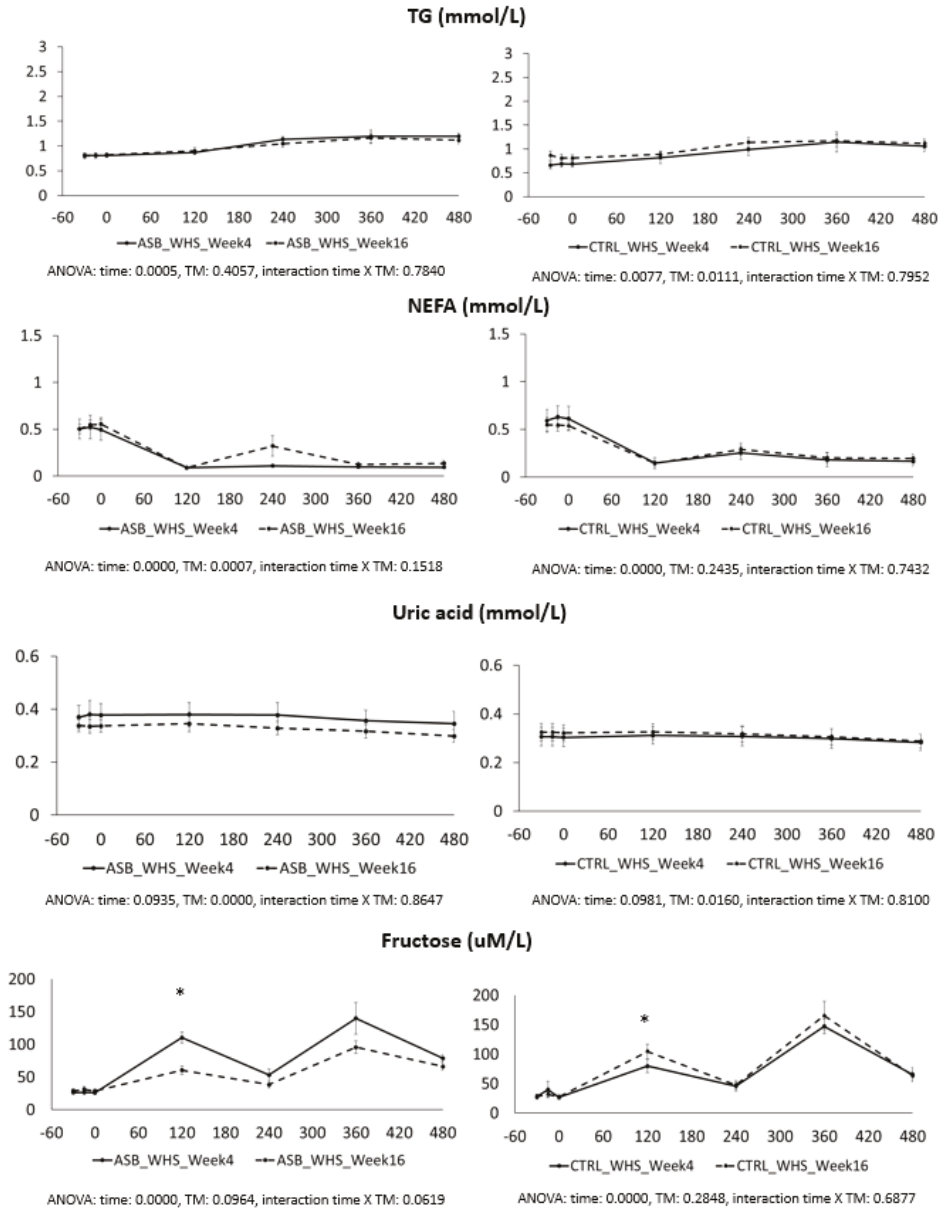 TG (mmol/L)
3
2.5
2
1.5
1
0.5
0
-60 0 60 120 180 240 300 360 420 480
ASB_WHS_Week4 ASB_WHS_Week16
ANOVA: time: 0.0005, TM: 0.4057, interaction time X TM: 0.7840
3
2.5
2
1.5
1
0.5
0
-60 0 60 120 180 240 300 360 420 480
CTRL_WHS_Week4 CTRL_WHS_Week16
ANOVA: time: 0.0077, TM: 0.0111, interaction time X TM: 0.7952
NEFA (mmol/L)
1.5
1
0.5
0
-60 0 60 120 180 240 300 360 420 480
ASB_WHS_Week4 ASB_WHS_Week16
ANOVA: time: 0.0000, TM: 0.0007, interaction time X TM: 0.1518
1.5
1
0.5
0
-60 0 60 120 180 240 300 360 420 480
CTRL_WHS_Week4 CTRL_WHS_Week16
ANOVA: time: 0.0000, TM: 0.2435, interaction time X TM: 0.7432
Uric acid (mmol/L)
0.6
0.4
0.2
0
-60 0 60 120 180 240 300 360 420 480
ASB_WHS_Week4 ASB_WHS_Week16
ANOVA: time: 0.0935, TM: 0.0000, interaction time X TM: 0.8647
0.6
0.4
0.2
0
-60 0 60 120 180 240 300 360 420 480
CTRL_WHS_Week4 CTRL_WHS_Week16
ANOVA: time: 0.0981, TM: 0.0160, interaction time X TM: 0.8100
Fructose (uM/L)
200
150
100
50
0
*
-60 0 60 120 180 240 300 360 420 480
ASB_WHS_Week4 ASB_WHS_Week16
ANOVA: time: 0.0000, TM: 0.0964, interaction time X TM: 0.0619
200
150
100
50
0
*
-60 0 60 120 180 240 300 360 420 480
CTRL_WHS_Week4 CTRL_WHS_Week16
ANOVA: time: 0.0000, TM: 0.2848, interaction time X TM: 0.6877